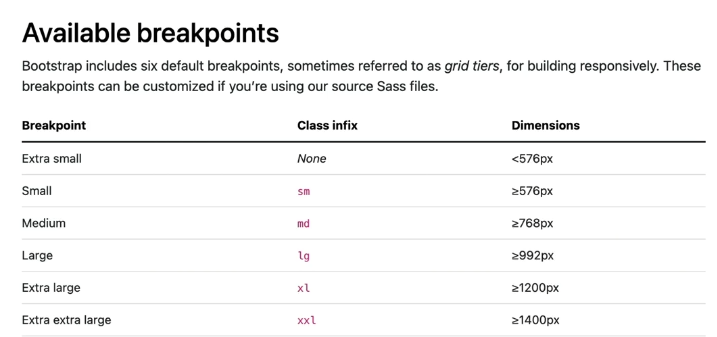 Available breakpoints
Bootstrap includes six default breakpoints, sometimes referred to as grid tiers, for building responsively. These
breakpoints can be customized if you’re using our source Sass files.
Breakpoint Class infix Dimensions
Extra small None <576px
Small sm ≥576px
Medium md ≥768px
Large lg ≥992px
Extra large xl ≥1200px
Extra extra large xxl ≥1400px